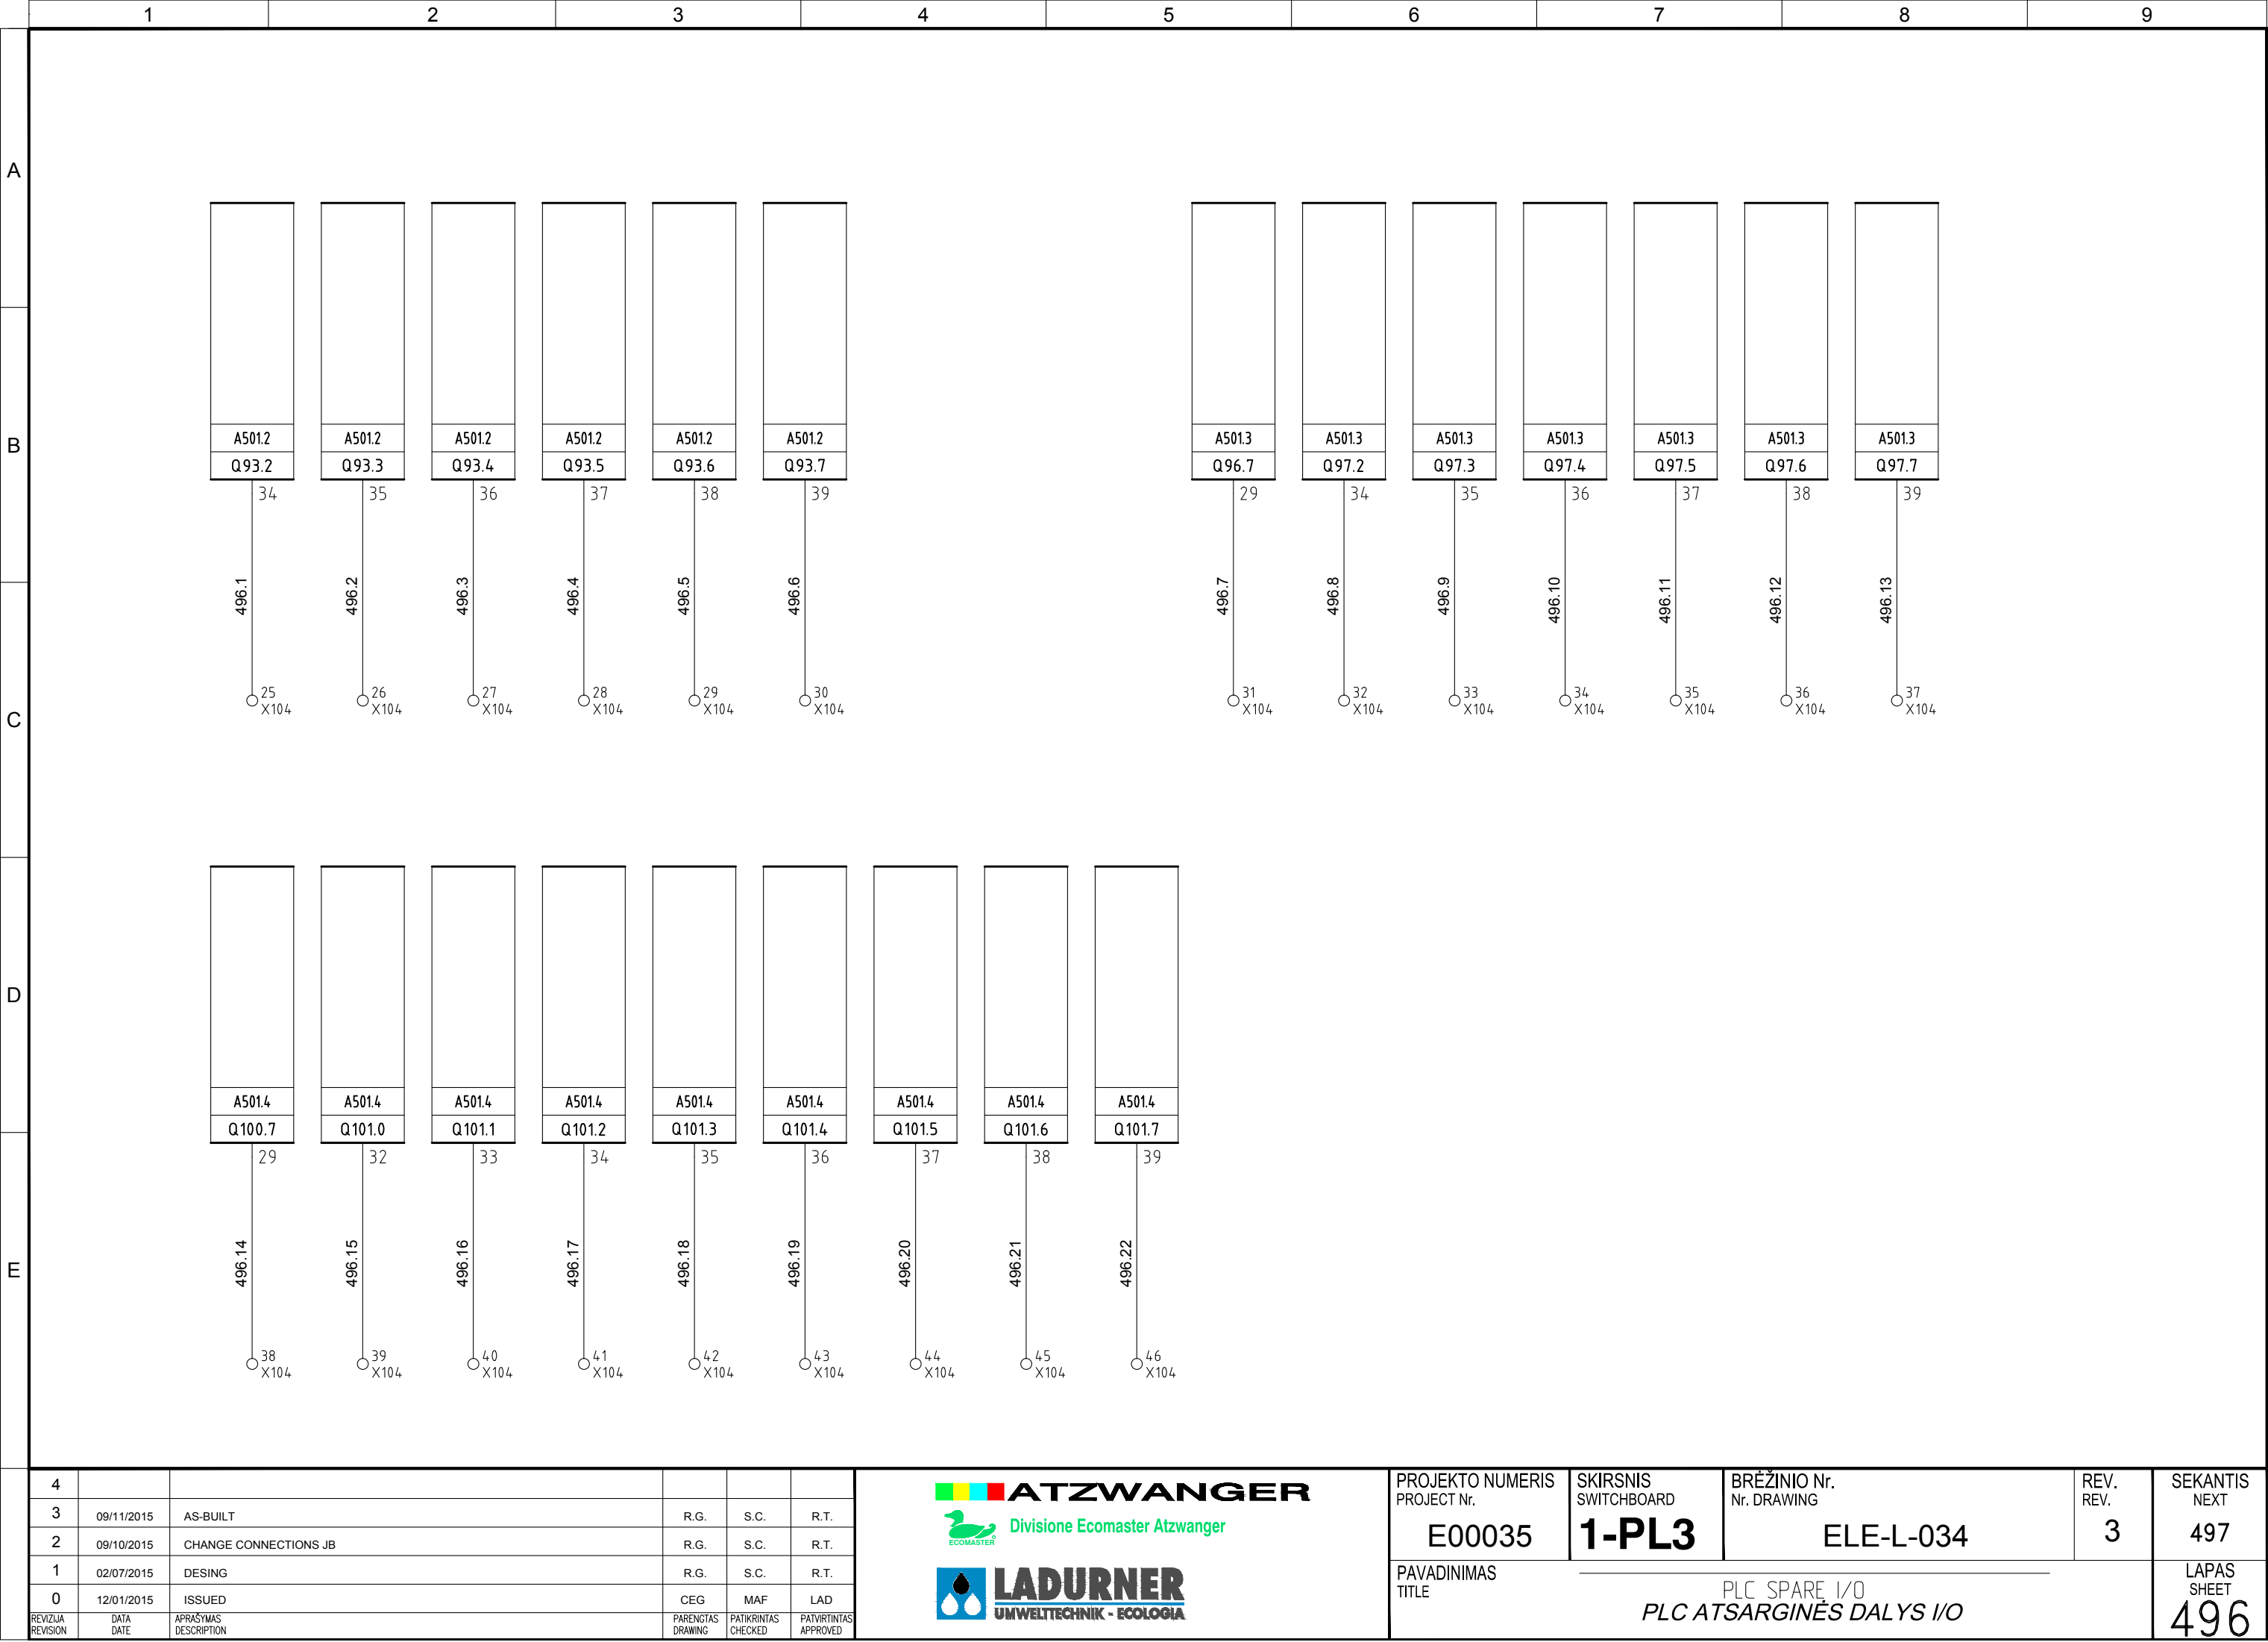 1 2 3 4 5 6 7 8 9
A
B
C
D
E
A501.2 A501.2 A501.2 A501.2 A501.2 A501.2 A501.3 A501.3 A501.3 A501.3 A501.3 A501.3 A501.3
Q93.2 Q93.3 Q93.4 Q93.5 Q93.6 Q93.7 Q96.7 Q97.2 Q97.3 Q97.4 Q97.5 Q97.6 Q97.7
34 35 36 37 38 39 29 34 35 36 37 38 39
496.1 496.2 496.3 496.4 496.5 496.6 496.7 496.8 496.9 496.10 496.11 496.12 496.13
25 26 27 28 29 30 31 32 33 34 35 36 37
X104 X104 X104 X104 X104 X104 X104 X104 X104 X104 X104 X104 X104
A501.4 A501.4 A501.4 A501.4 A501.4 A501.4 A501.4 A501.4 A501.4
Q100.7 Q101.0 Q101.1 Q101.2 Q101.3 Q101.4 Q101.5 Q101.6 Q101.7
29 32 33 34 35 36 37 38 39
496.14 496.15 496.16 496.17 496.18 496.19 496.20 496.21 496.22
38 39 40 41 42 43 44 45 46
X104 X104 X104 X104 X104 X104 X104 X104 X104
4
3 09/11/2015 AS-BUILT R.G. S.C. R.T.
2 09/10/2015 CHANGE CONNECTIONS JB R.G. S.C. R.T.
1 02/07/2015 DESING R.G. S.C. R.T.
0 12/01/2015 ISSUED CEG MAF LAD
REVIZIJA DATA APRAŠYMAS PARENGTAS PATIKRINTAS PATVIRTINTAS
REVISION DATE DESCRIPTION DRAWING CHECKED APPROVED
ATZWANGER
Divisione Ecomaster Atzwanger
ECOMASTER
LADURNER
UMWELTTECHNIK - ECOLOGIA
PROJEKTO NUMERIS
PROJECT Nr.
E00035
SKIRSNIS
SWITCHBOARD
1-PL3
BRĖŽINIO Nr.
Nr. DRAWING
ELE-L-034
REV.
REV.
3
SEKANTIS
NEXT
497
PAVADINIMAS
TITLE
PLC SPARE I/O
PLC ATSARGINĖS DALYS I/O
LAPAS
SHEET
496